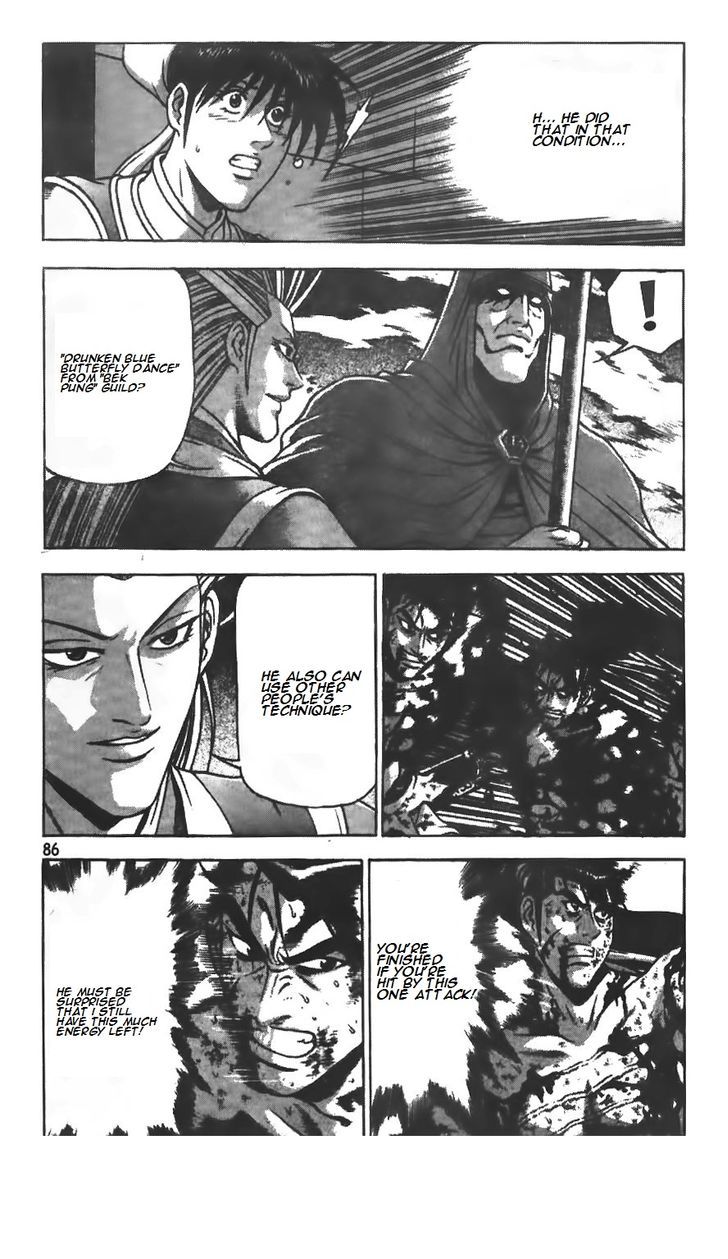 H... HE DID
THAT IN THAT
CONDITION...
"DRUNKEN BLUE
BUTTERFLY DANCE"
FROM "BEK
PUNG" GUILD?
!
HE ALSO CAN
USE OTHER
PEOPLE'S
TECHNIQUE?
86
HE MUST BE
SURPRISED
THAT I STILL
HAVE THIS MUCH
ENERGY LEFT!
YOU'RE
FINISHED
IF YOU'RE
HIT BY THIS
ONE ATTACK!